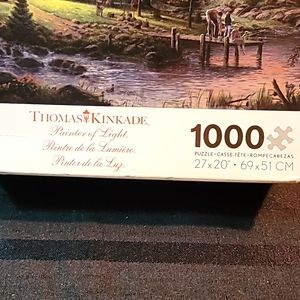 THOMAS KINKADE
Painter of Light
Peintre de la Lumière
Pintor de la Luz
1000
PUZZLE•CASSE-TÊTE•ROMPECABEZAS
27 x 20" • 69 x 51 CM